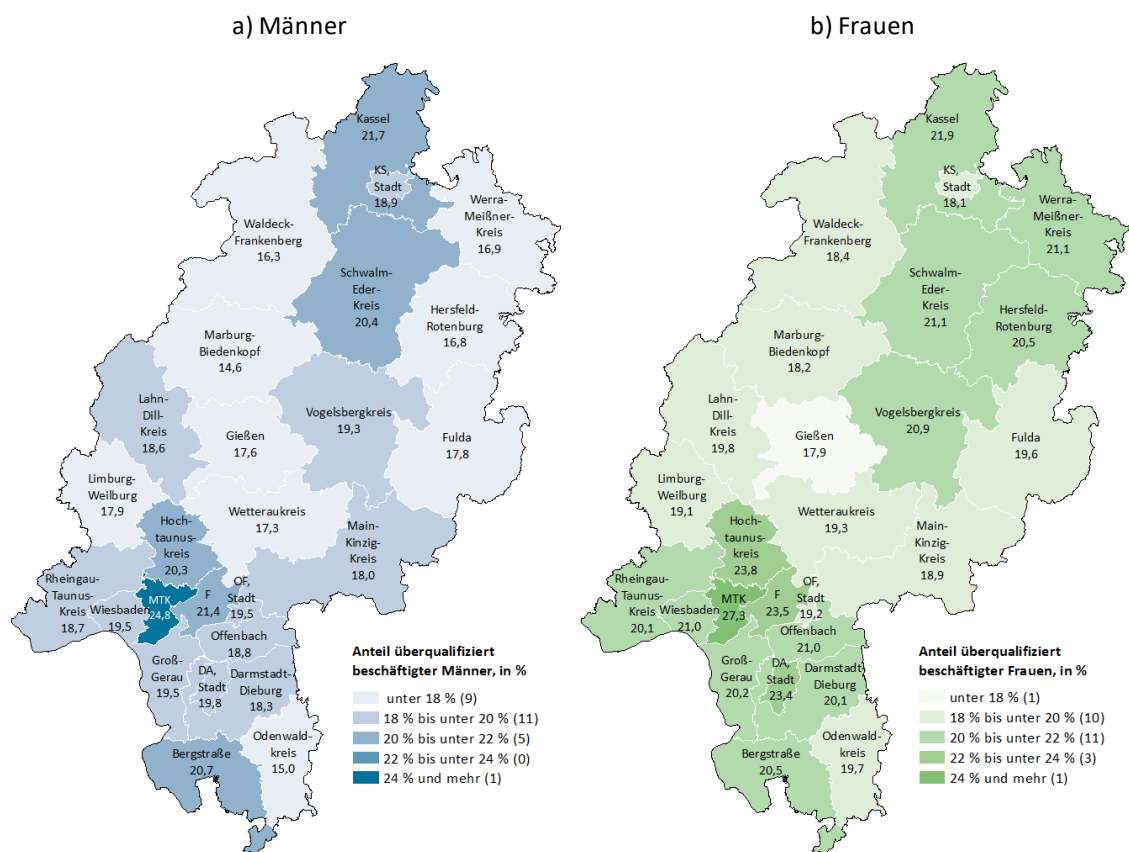 a) Männer
Kassel
21,7
KS,
Stadt
18,9
Werra-
Meißner-
Kreis
16,9
Waldeck-
Frankenberg
16,3
Schwalm-
Eder-
Kreis
20,4
Hersfeld-
Rotenburg
16,8
Marburg-
Biedenkopf
14,6
Lahn-
Dill-
Kreis
18,6
Vogelsbergkreis
19,3
Gießen
17,6
Fulda
17,8
Limburg-
Weilburg
17,9
Wetteraukreis
17,3
Main-
Kinzig-
Kreis
18,0
Hoch-
taunus-
kreis
20,3
Rheingau-
Taunus-
Kreis
18,7
Wiesbaden
19,5
MTK
24,8
F
21,4
OF,
Stadt
19,5
Offenbach
18,8
Groß-
Gerau
19,5
DA,
Stadt
19,8
Darmstadt-
Dieburg
18,3
Odenwald-
kreis
15,0
Bergstraße
20,7
Anteil überqualifiziert
beschäftigter Männer, in %
unter 18 % (9)
18 % bis unter 20 % (11)
20 % bis unter 22 % (5)
22 % bis unter 24 % (0)
24 % und mehr (1)
b) Frauen
Kassel
21,9
KS,
Stadt
18,1
Werra-
Meißner-
Kreis
21,1
Waldeck-
Frankenberg
18,4
Schwalm-
Eder-
Kreis
21,1
Hersfeld-
Rotenburg
20,5
Marburg-
Biedenkopf
18,2
Lahn-
Dill-
Kreis
19,8
Vogelsbergkreis
20,9
Gießen
17,9
Fulda
19,6
Limburg-
Weilburg
19,1
Wetteraukreis
19,3
Main-
Kinzig-
Kreis
18,9
Hoch-
taunus-
kreis
23,8
Rheingau-
Taunus-
Kreis
20,1
Wiesbaden
21,0
MTK
27,3
F
23,5
OF,
Stadt
19,2
Offenbach
21,0
Groß-
Gerau
20,2
DA,
Stadt
23,4
Darmstadt-
Dieburg
20,1
Odenwald-
kreis
19,7
Bergstraße
20,5
Anteil überqualifiziert
beschäftigter Frauen, in %
unter 18 % (1)
18 % bis unter 20 % (10)
20 % bis unter 22 % (11)
22 % bis unter 24 % (3)
24 % und mehr (1)